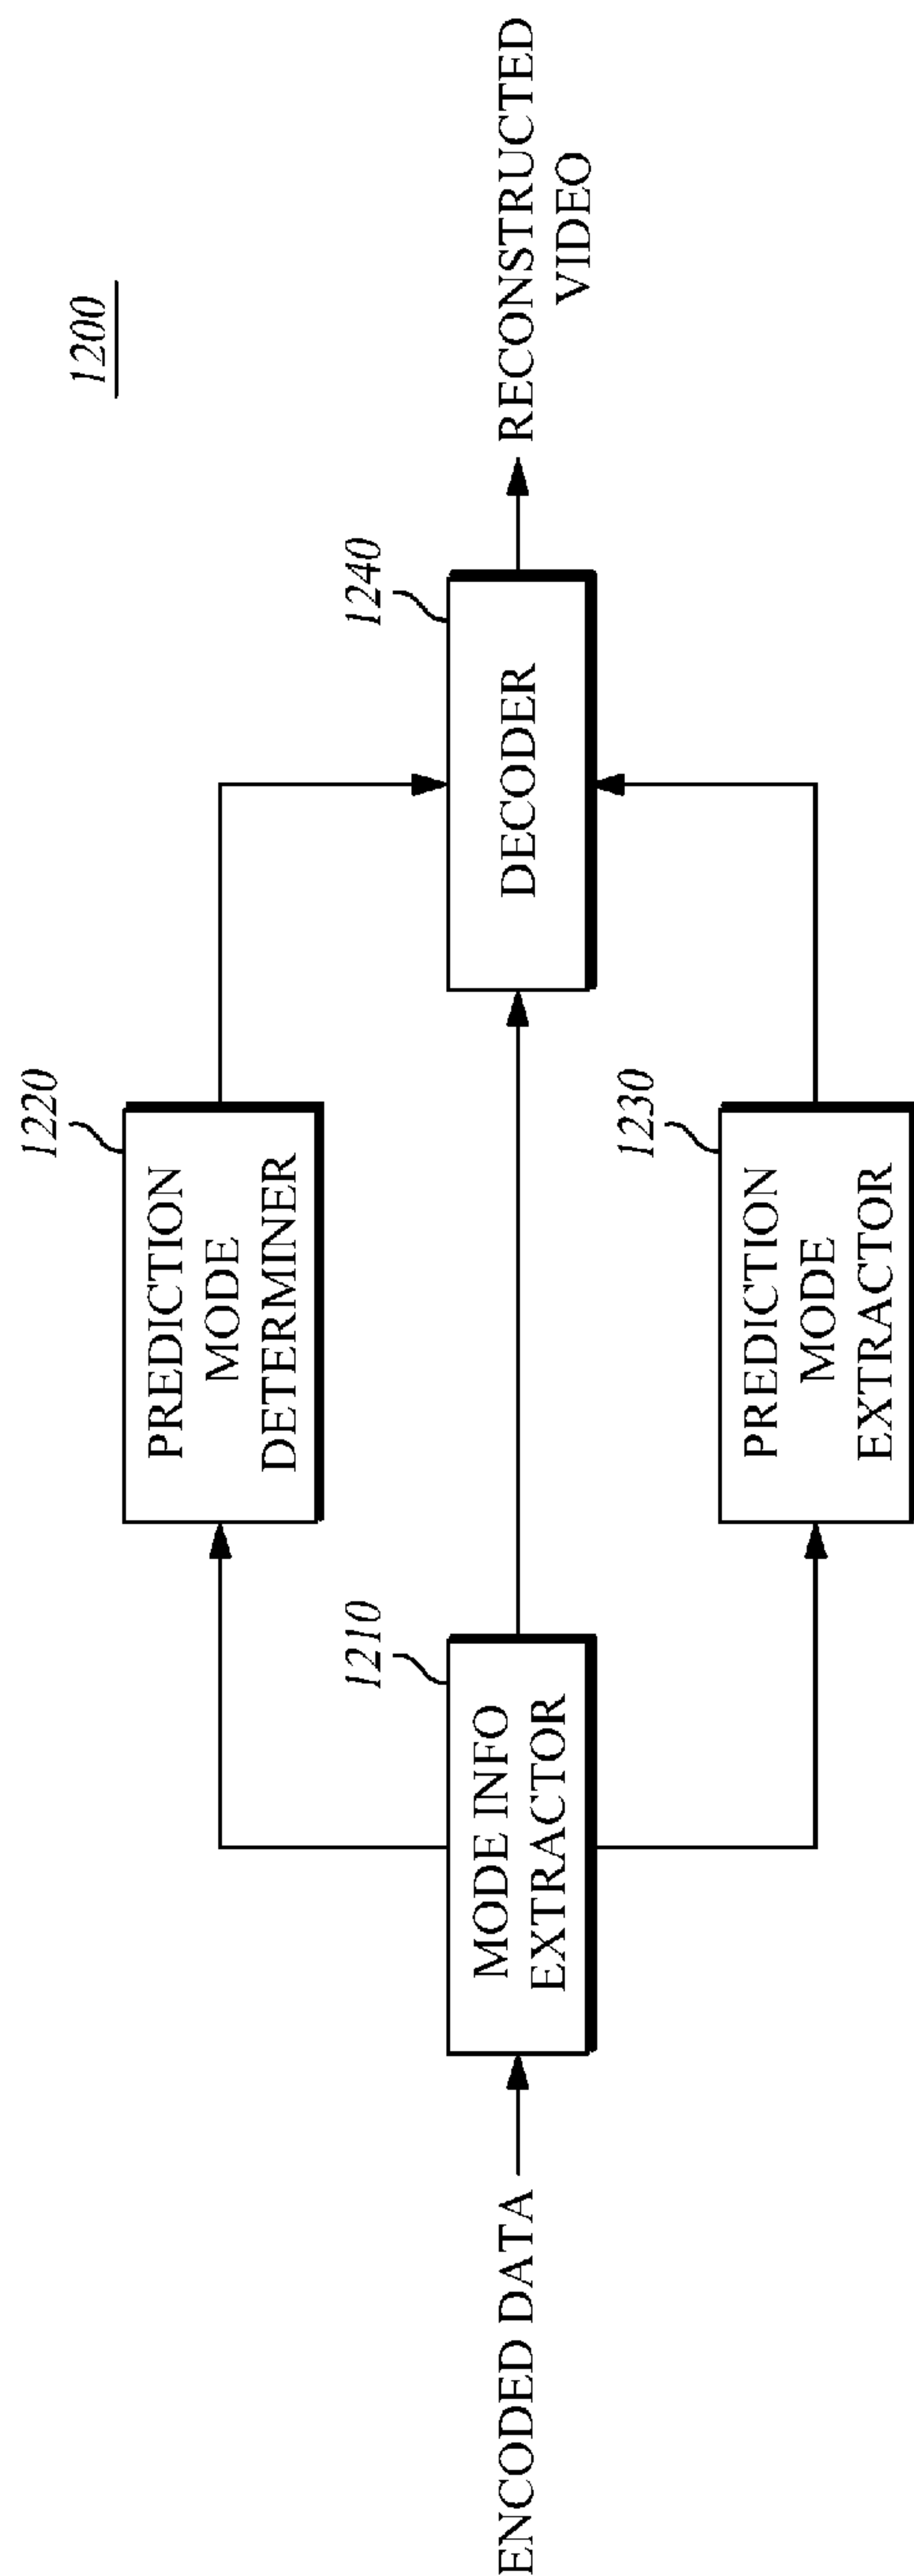 1200
1220
PREDICTION
MODE
DETERMINER
1210
MODE INFO
EXTRACTOR
1240
DECODER
ENCODED DATA
RECONSTRUCTED
VIDEO
1230
PREDICTION
MODE
EXTRACTOR